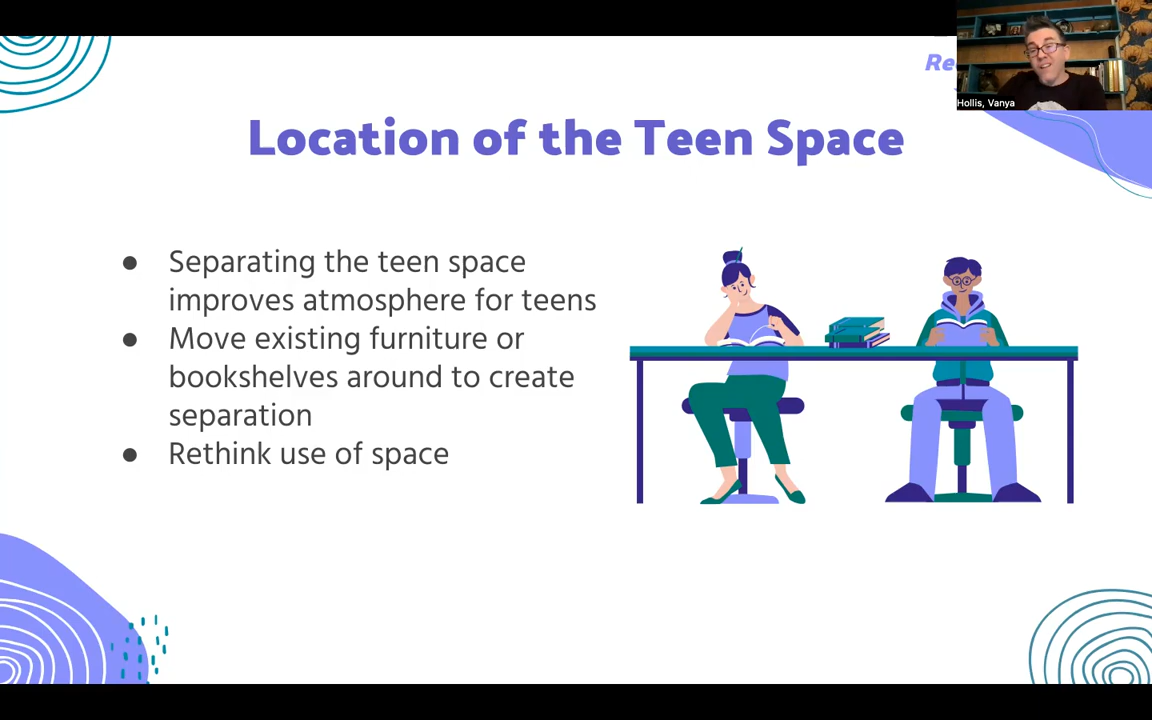 Hollis, Vanya
Location of the Teen Space
● Separating the teen space
improves atmosphere for teens
● Move existing furniture or
bookshelves around to create
separation
● Rethink use of space